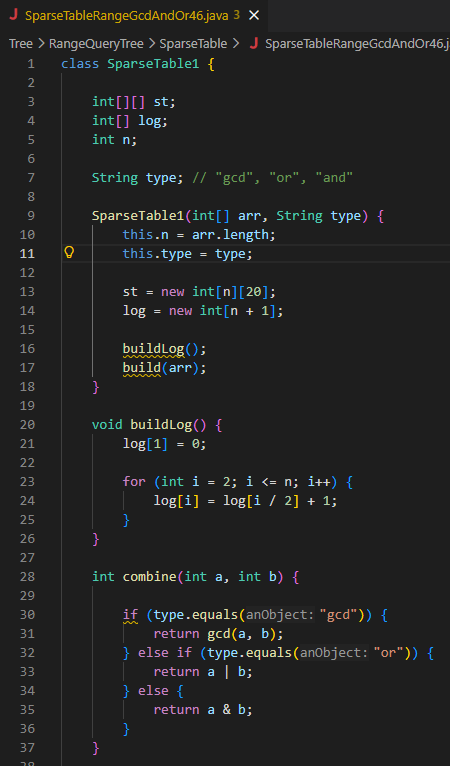 SparseTableRangeGcdAndOr46.java 3
Tree > RangeQueryTree > SparseTable > SparseTableRangeGcdAndOr46.j
1 class SparseTable1 {
2
3 int[][] st;
4 int[] log;
5 int n;
6
7 String type; // "gcd", "or", "and"
8
9 SparseTable1(int[] arr, String type) {
10 this.n = arr.length;
11 this.type = type;
12
13 st = new int[n][20];
14 log = new int[n + 1];
15
16 buildLog();
17 build(arr);
18 }
19
20 void buildLog() {
21 log[1] = 0;
22
23 for (int i = 2; i <= n; i++) {
24 log[i] = log[i / 2] + 1;
25 }
26 }
27
28 int combine(int a, int b) {
29
30 if (type.equals(anObject: "gcd")) {
31 return gcd(a, b);
32 } else if (type.equals(anObject: "or")) {
33 return a | b;
34 } else {
35 return a & b;
36 }
37 }
38